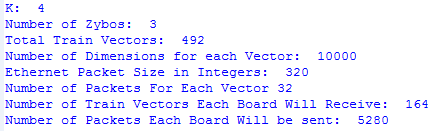 K:  4
Number of Zybos:  3
Total Train Vectors:  492
Number of Dimensions for each Vector:  10000
Ethernet Packet Size in Integers:  320
Number of Packets For Each Vector 32
Number of Train Vectors Each Board Will Receive:  164
Number of Packets Each Board Will be sent:  5280